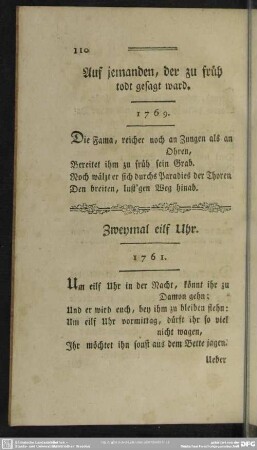 110
Auf jemanden, der zu früh
todt gesagt ward.
1769.
Die Fama, reicher noch an Zungen als an
Ohren,
Bereitet ihm zu früh sein Grab.
Noch wälzt er sich durchs Paradies der Thoren
Den breiten, lust'gen Weg hinab.
Zweymal eilf Uhr.
1761.
Um eilf Uhr in der Nacht, könnt ihr zu
Damon gehn;
Und er wird euch, bey ihm zu bleiben flehn:
Um eilf Uhr vormittag, dürft ihr so viel
nicht wagen,
Ihr möchtet ihn sonst aus dem Bette jagen.
Ueber